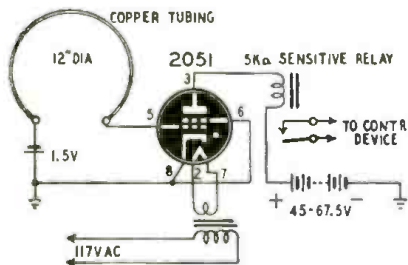 COPPER TUBING
12" DIA
2051
5KΩ SENSITIVE RELAY
3
5
6
TO CONTR
DEVICE
1.5V
8
2
7
+
-
45-67.5V
117VAC